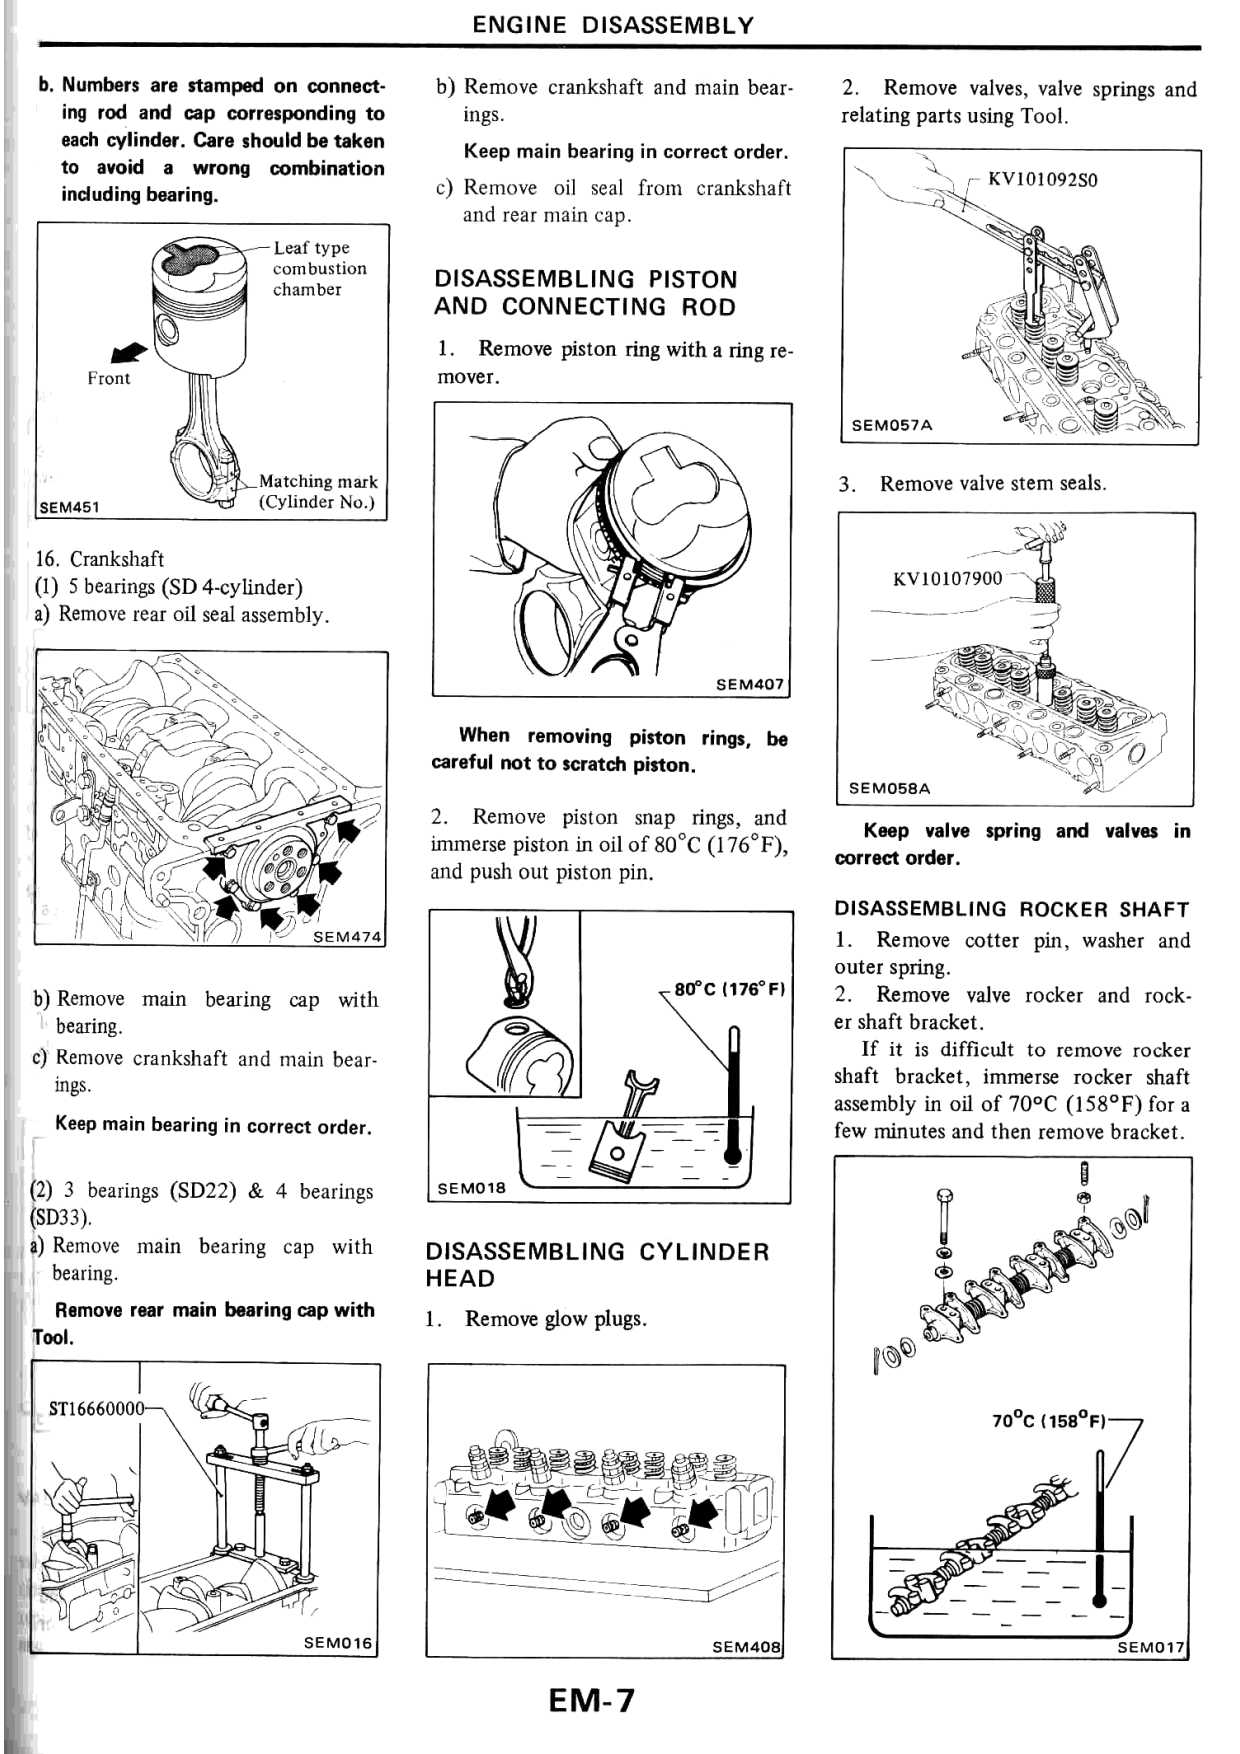 ENGINE DISASSEMBLY
b. Numbers are stamped on connect-
ing rod and cap corresponding to
each cylinder. Care should be taken
to avoid a wrong combination
including bearing.
Leaf type
combustion
chamber
Front
Matching mark
(Cylinder No.)
SEM451
16. Crankshaft
(1) 5 bearings (SD 4-cylinder)
a) Remove rear oil seal assembly.
SEM474
b) Remove main bearing cap with
bearing.
c) Remove crankshaft and main bear-
ings.
Keep main bearing in correct order.
(2) 3 bearings (SD22) & 4 bearings
(SD33).
a) Remove main bearing cap with
bearing.
Remove rear main bearing cap with
Tool.
ST16660000
SEM016
b) Remove crankshaft and main bear-
ings.
Keep main bearing in correct order.
c) Remove oil seal from crankshaft
and rear main cap.
DISASSEMBLING PISTON
AND CONNECTING ROD
1. Remove piston ring with a ring re-
mover.
SEM407
When removing piston rings, be
careful not to scratch piston.
2. Remove piston snap rings, and
immerse piston in oil of 80°C (176°F),
and push out piston pin.
80°C (176°F)
SEM018
DISASSEMBLING CYLINDER
HEAD
1. Remove glow plugs.
SEM408
2. Remove valves, valve springs and
relating parts using Tool.
KV101092S0
SEM057A
3. Remove valve stem seals.
KV10107900
SEM058A
Keep valve spring and valves in
correct order.
DISASSEMBLING ROCKER SHAFT
1. Remove cotter pin, washer and
outer spring.
2. Remove valve rocker and rock-
er shaft bracket.
If it is difficult to remove rocker
shaft bracket, immerse rocker shaft
assembly in oil of 70°C (158°F) for a
few minutes and then remove bracket.
70°C (158°F)
SEM017
EM-7